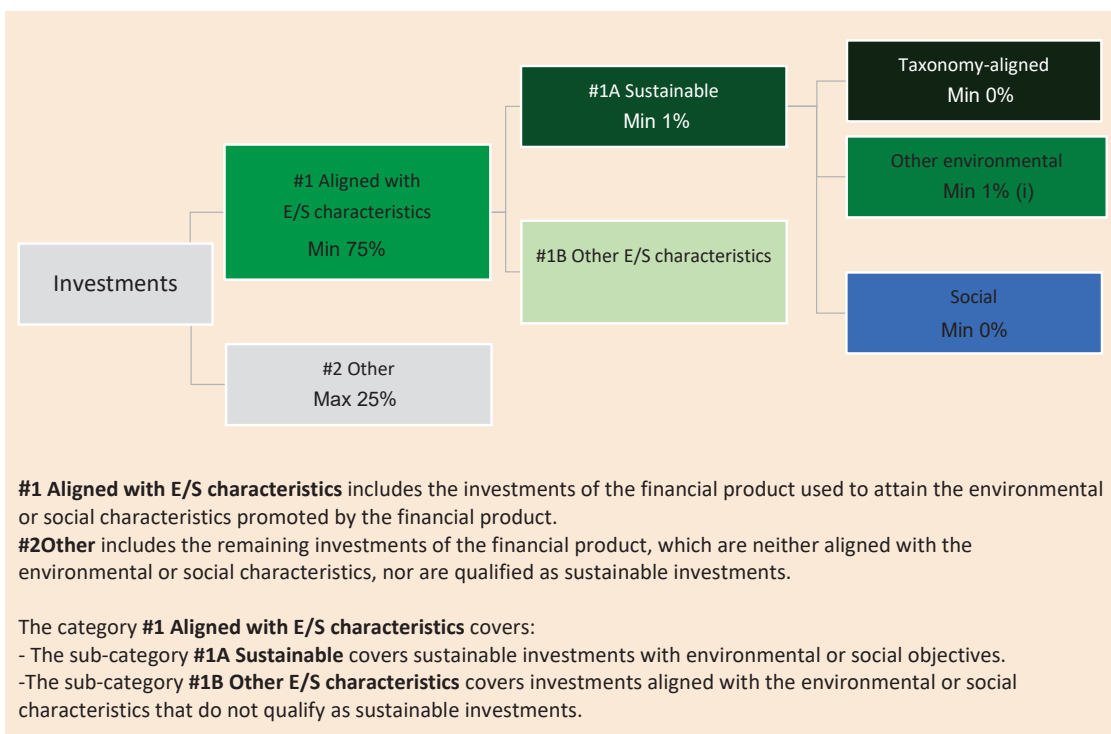 Investments
#1 Aligned with
E/S characteristics
Min 75%
#2 Other
Max 25%
#1A Sustainable
Min 1%
#1B Other E/S characteristics
Taxonomy-aligned
Min 0%
Other environmental
Min 1% (i)
Social
Min 0%
#1 Aligned with E/S characteristics includes the investments of the financial product used to attain the environmental
or social characteristics promoted by the financial product.
#2Other includes the remaining investments of the financial product, which are neither aligned with the
environmental or social characteristics, nor are qualified as sustainable investments.
The category #1 Aligned with E/S characteristics covers:
- The sub-category #1A Sustainable covers sustainable investments with environmental or social objectives.
-The sub-category #1B Other E/S characteristics covers investments aligned with the environmental or social
characteristics that do not qualify as sustainable investments.